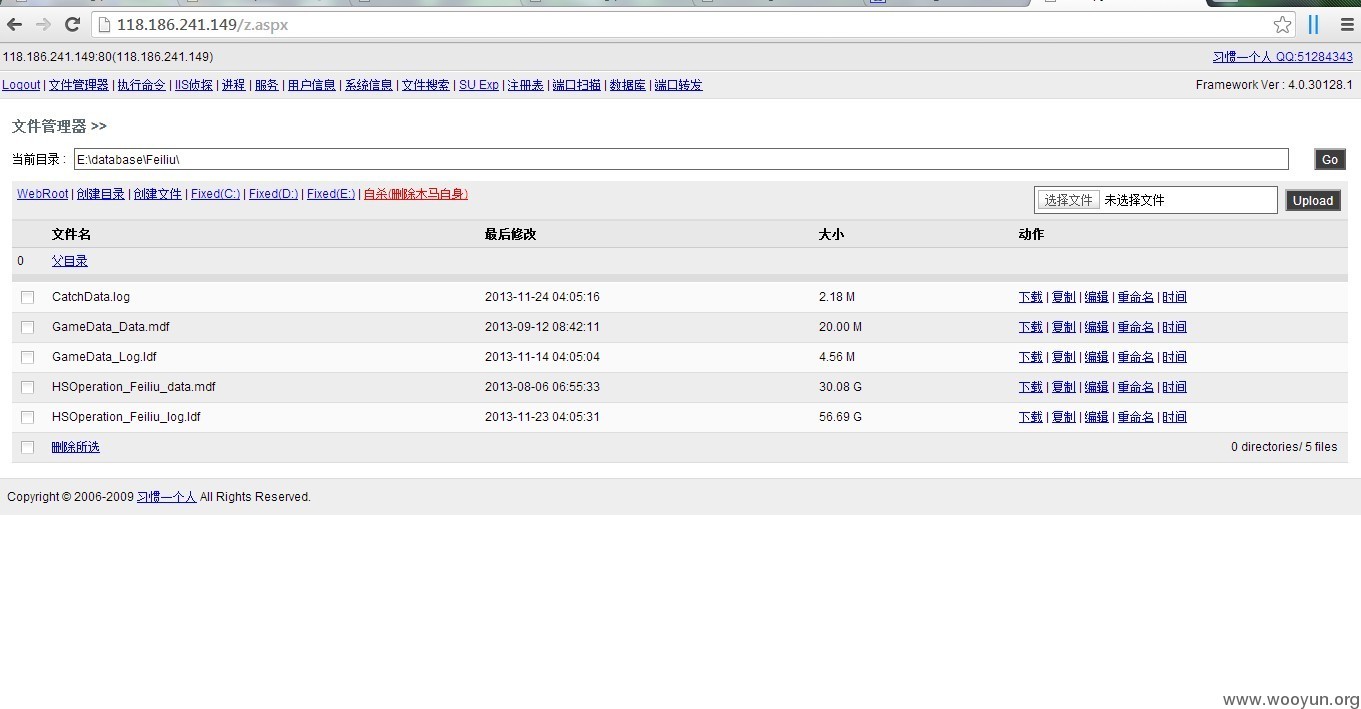 118.186.241.149/z.aspx
118.186.241.149:80(118.186.241.149) 习惯一个人 QQ:51284343
Logout | 文件管理器 | 执行命令 | IIS侦探 | 进程 | 服务 | 用户信息 | 系统信息 | 文件搜索 | SU Exp | 注册表 | 端口扫描 | 数据库 | 端口转发 Framework Ver : 4.0.30128.1
文件管理器 >>
当前目录 : E:\database\Feiliu\ Go
WebRoot | 创建目录 | 创建文件 | Fixed(C:) | Fixed(D:) | Fixed(E:) | 自杀(删除木马自身) 选择文件 未选择文件 Upload
文件名 最后修改 大小 动作
0 父目录
CatchData.log 2013-11-24 04:05:16 2.18 M 下载 | 复制 | 编辑 | 重命名 | 时间
GameData_Data.mdf 2013-09-12 08:42:11 20.00 M 下载 | 复制 | 编辑 | 重命名 | 时间
GameData_Log.ldf 2013-11-14 04:05:04 4.56 M 下载 | 复制 | 编辑 | 重命名 | 时间
HSOperation_Feiliu_data.mdf 2013-08-06 06:55:33 30.08 G 下载 | 复制 | 编辑 | 重命名 | 时间
HSOperation_Feiliu_log.ldf 2013-11-23 04:05:31 56.69 G 下载 | 复制 | 编辑 | 重命名 | 时间
删除所选 0 directories/ 5 files
Copyright © 2006-2009 习惯一个人 All Rights Reserved.
www.wooyun.org